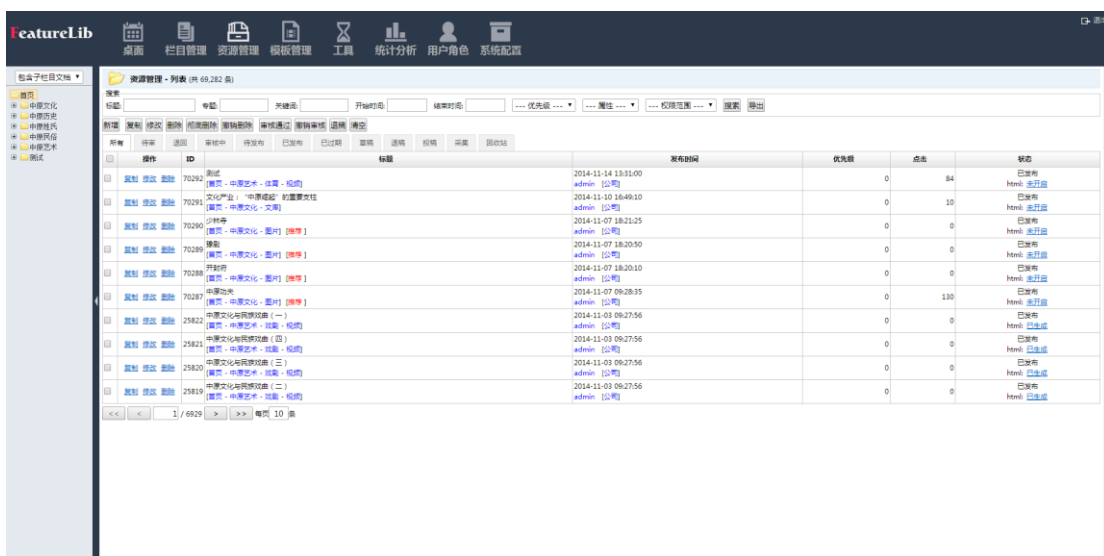 FeatureLib
桌面 栏目管理 资源管理 模板管理 工具 统计分析 用户角色 系统配置
包含子栏目文档
首页
中原文化
中原历史
中原姓氏
中原民俗
中原艺术
测试
资源管理 - 列表 (共 69,282 条)
搜索
标题: 专题: 关键词: 开始时间: 结束时间: --- 优先级 --- --- 属性 --- --- 权限范围 --- 搜索 导出
新增 复制 修改 删除 彻底删除 撤销删除 审核通过 撤销审核 退稿 清空
所有 待审 退回 审核中 待发布 已发布 已过期 草稿 退稿 投稿 采集 回收站
操作 ID 标题 发布时间 优先级 点击 状态
测试 2014-11-14 13:31:00 已发布
复制 修改 删除 70292 0 84
[首页 - 中原艺术 - 体育 - 视频] admin [公司] html: 未开启
文化产业：“中原崛起”的重要支柱 2014-11-10 16:49:10 已发布
复制 修改 删除 70291 0 10
[首页 - 中原文化 - 文库] admin [公司] html: 未开启
少林寺 2014-11-07 18:21:25 已发布
复制 修改 删除 70290 0 0
[首页 - 中原文化 - 图片] [推荐 ] admin [公司] html: 未开启
豫剧 2014-11-07 18:20:50 已发布
复制 修改 删除 70289 0 0
[首页 - 中原文化 - 图片] [推荐 ] admin [公司] html: 未开启
开封府 2014-11-07 18:20:10 已发布
复制 修改 删除 70288 0 0
[首页 - 中原文化 - 图片] [推荐 ] admin [公司] html: 未开启
中原功夫 2014-11-07 09:28:35 已发布
复制 修改 删除 70287 0 130
[首页 - 中原文化 - 图片] [推荐 ] admin [公司] html: 未开启
中原文化与民族戏曲 ( 一 ) 2014-11-03 09:27:56 已发布
复制 修改 删除 25822 0 0
[首页 - 中原艺术 - 戏剧 - 视频] admin [公司] html: 已生成
中原文化与民族戏曲 ( 四 ) 2014-11-03 09:27:56 已发布
复制 修改 删除 25821 0 0
[首页 - 中原艺术 - 戏剧 - 视频] admin [公司] html: 已生成
中原文化与民族戏曲 ( 三 ) 2014-11-03 09:27:56 已发布
复制 修改 删除 25820 0 0
[首页 - 中原艺术 - 戏剧 - 视频] admin [公司] html: 已生成
中原文化与民族戏曲 ( 二 ) 2014-11-03 09:27:56 已发布
复制 修改 删除 25819 0 0
[首页 - 中原艺术 - 戏剧 - 视频] admin [公司] html: 已生成
<< < 1 / 6929 > >> 每页 10 条